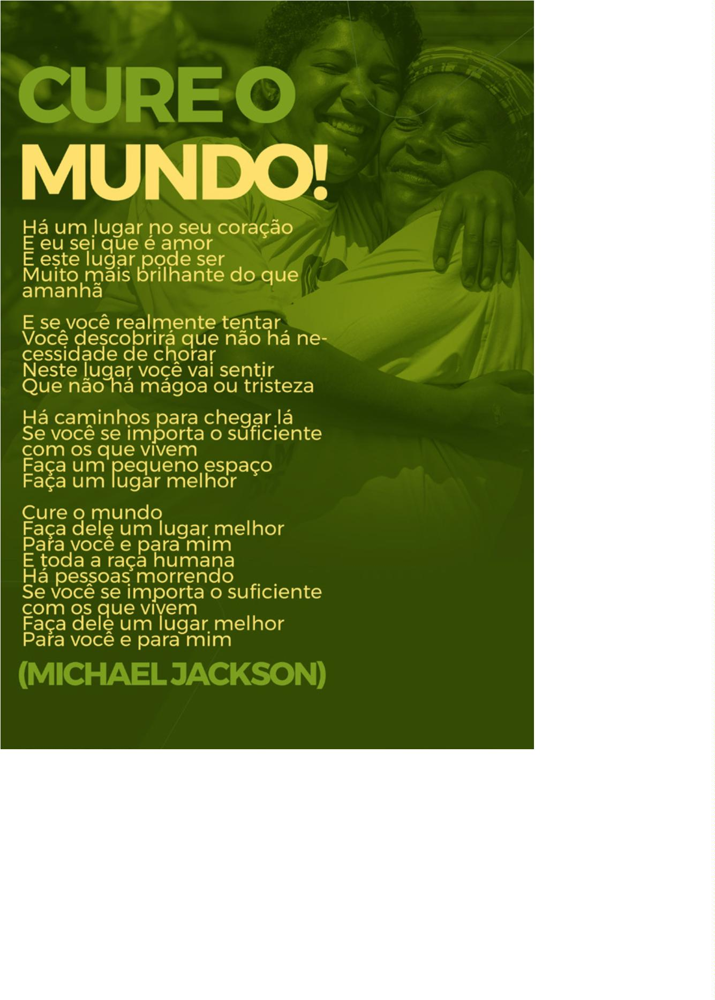 CURE O
MUNDO!
Há um lugar no seu coração
E eu sei que é amor
E este lugar pode ser
Muito mais brilhante do que
amanhã
E se você realmente tentar
Você descobrirá que não há ne-
cessidade de chorar
Neste lugar você vai sentir
Que não há mágoa ou tristeza
Há caminhos para chegar lá
Se você se importa o suficiente
com os que vivem
Faça um pequeno espaço
Faça um lugar melhor
Cure o mundo
Faça dele um lugar melhor
Para você e para mim
E toda a raça humana
Há pessoas morrendo
Se você se importa o suficiente
com os que vivem
Faça dele um lugar melhor
Para você e para mim
(MICHAEL JACKSON)